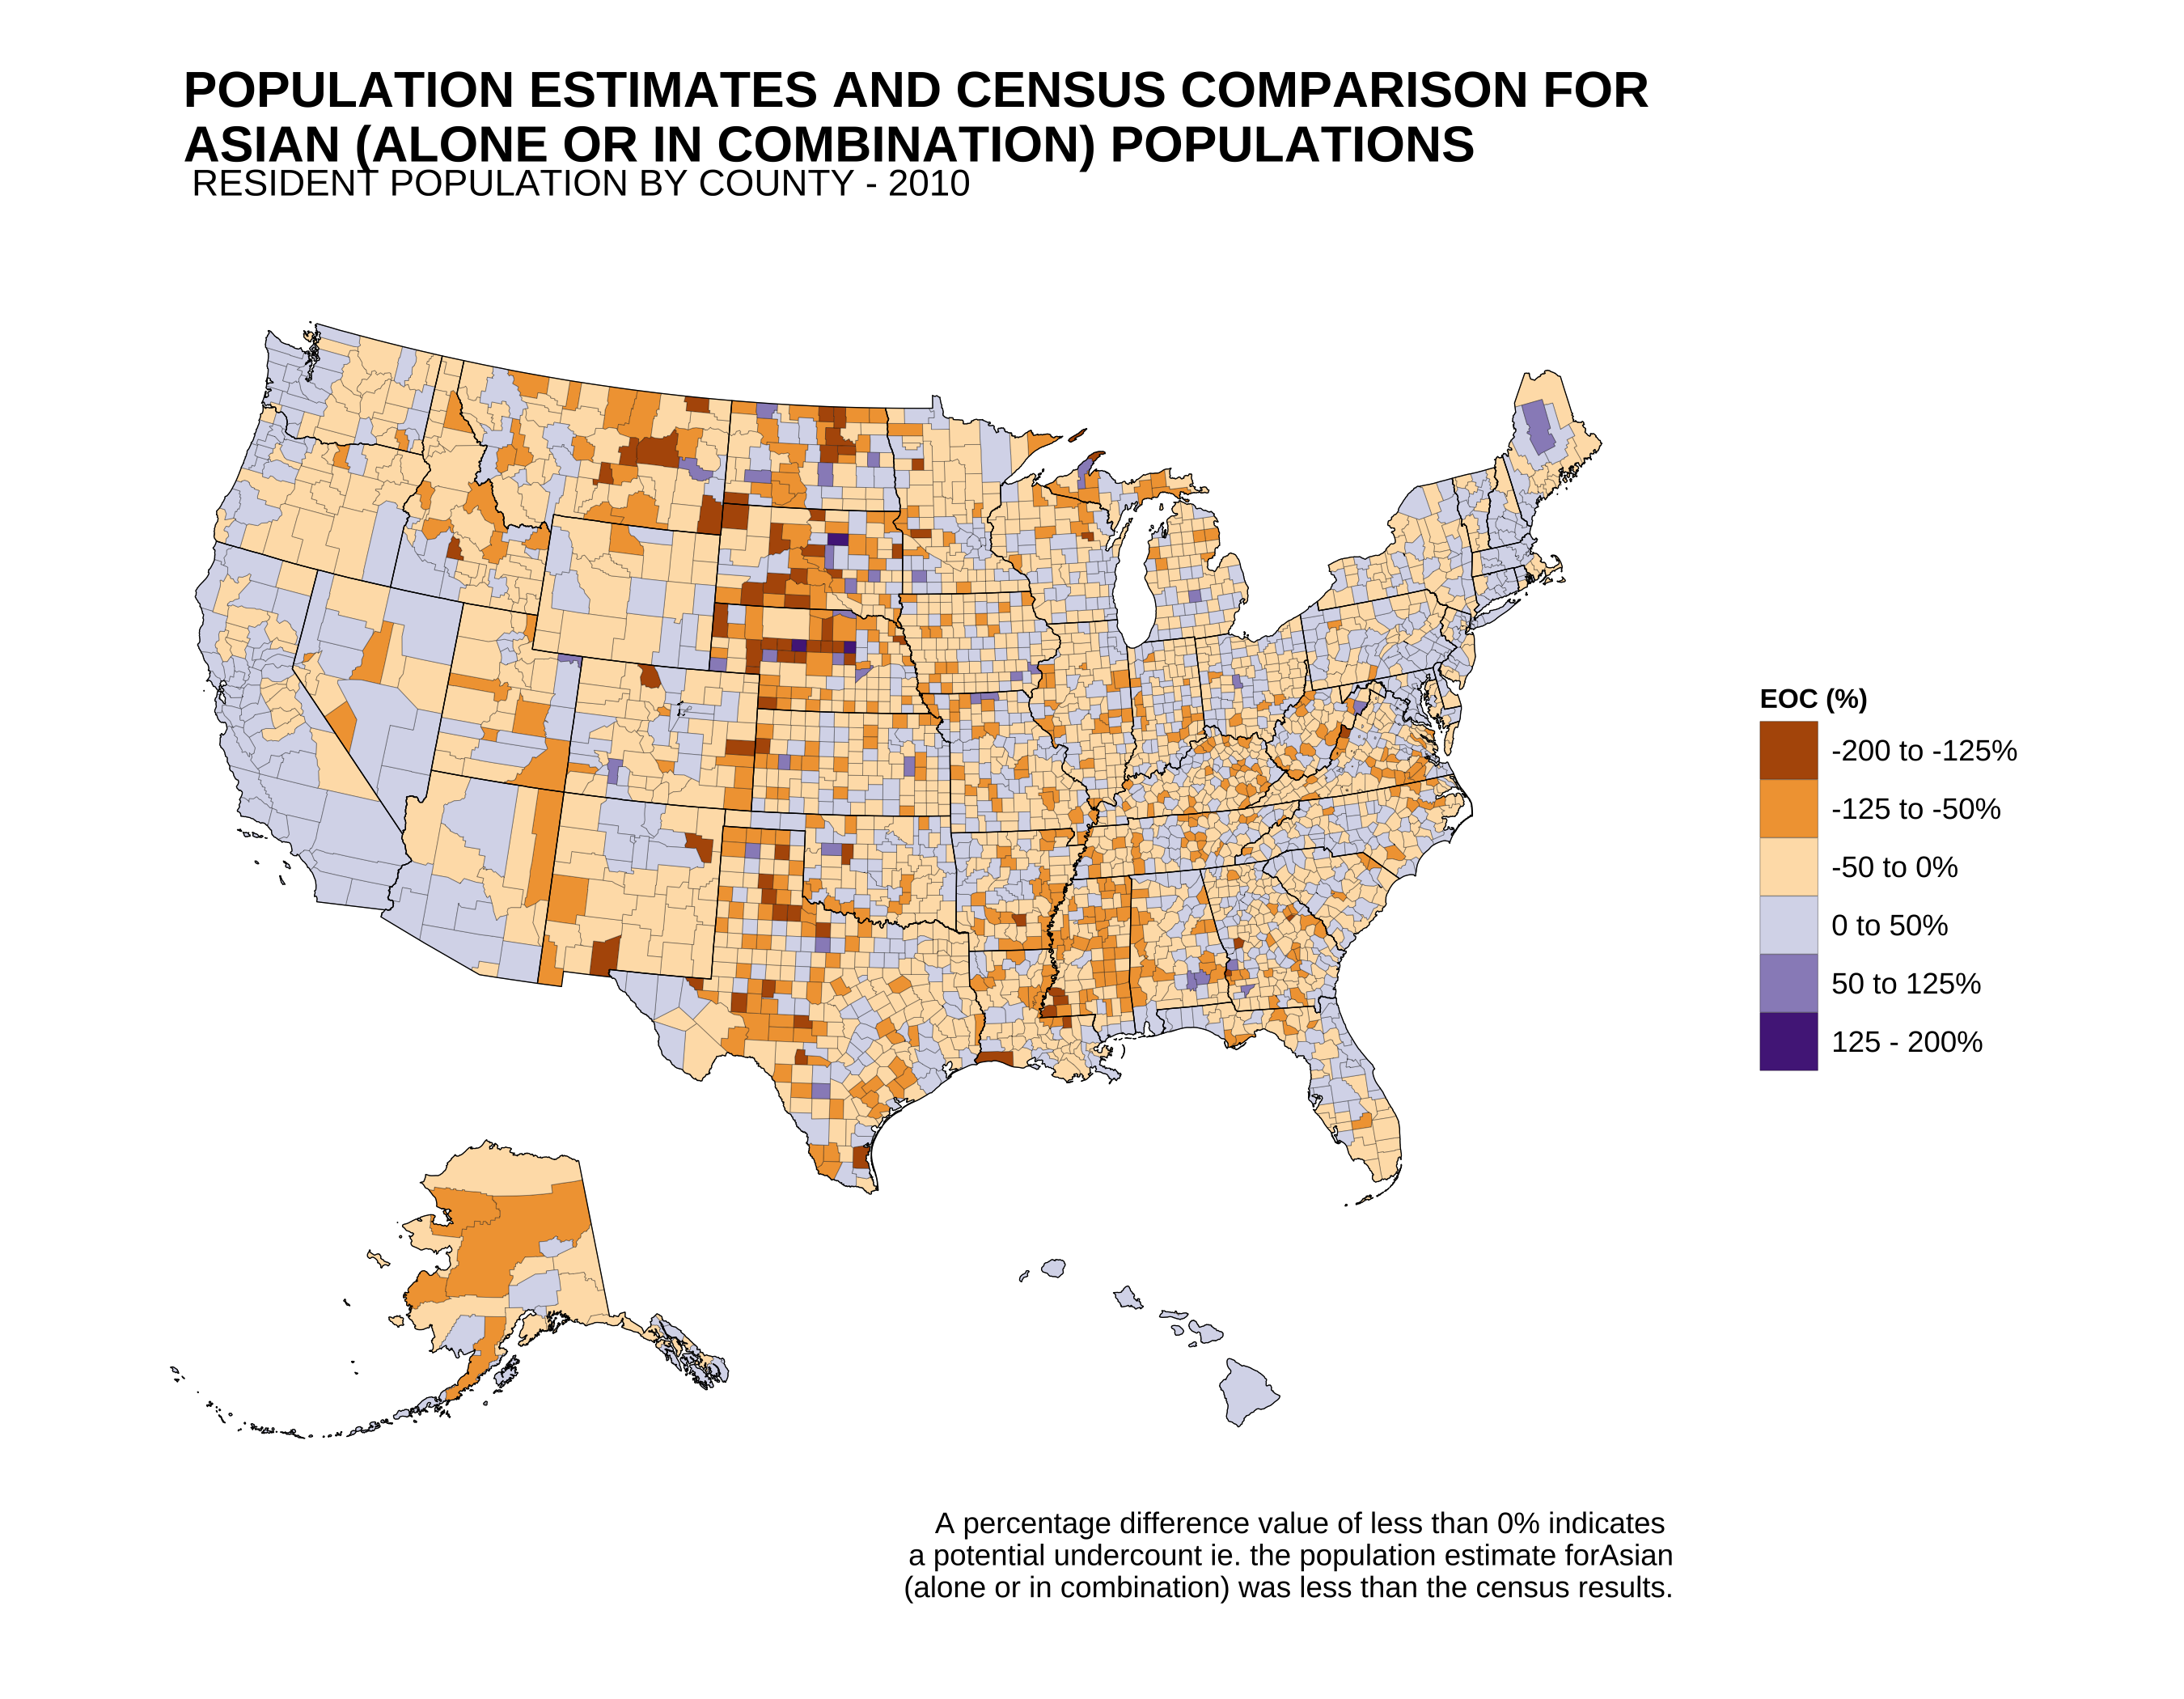 POPULATION ESTIMATES AND CENSUS COMPARISON FOR
ASIAN (ALONE OR IN COMBINATION) POPULATIONS
RESIDENT POPULATION BY COUNTY - 2010
EOC (%)
-200 to -125%
-125 to -50%
-50 to 0%
0 to 50%
50 to 125%
125 - 200%
A percentage difference value of less than 0% indicates
a potential undercount ie. the population estimate forAsian
(alone or in combination) was less than the census results.